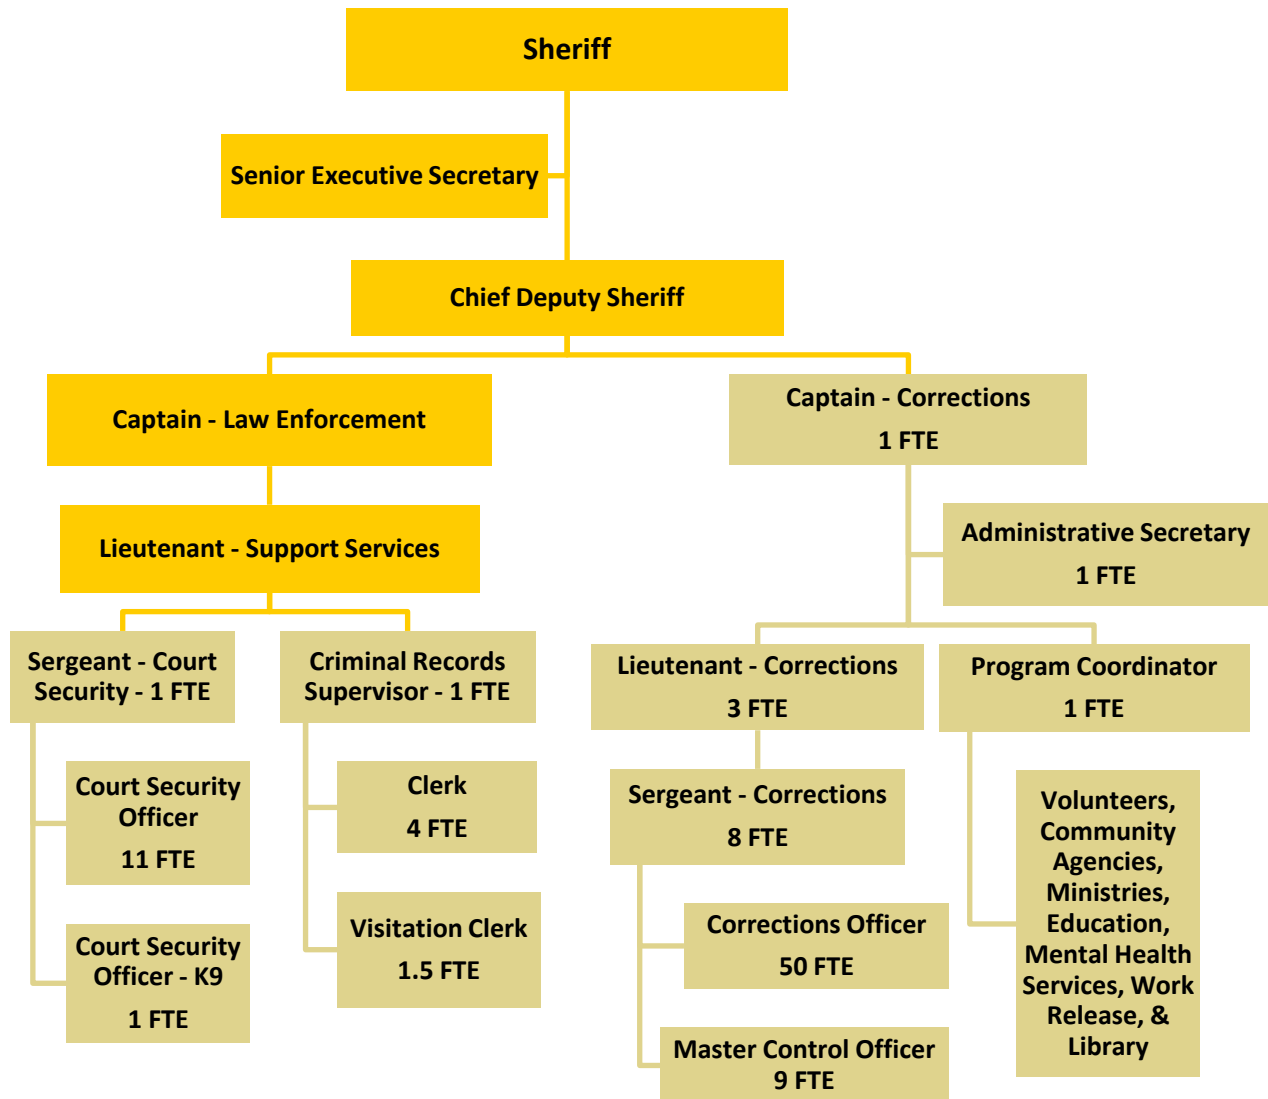 Sheriff
Senior Executive Secretary
Chief Deputy Sheriff
Captain - Law Enforcement
Captain - Corrections
1 FTE
Lieutenant - Support Services
Administrative Secretary
1 FTE
Sergeant - Court
Security - 1 FTE
Criminal Records
Supervisor - 1 FTE
Lieutenant - Corrections
3 FTE
Program Coordinator
1 FTE
Court Security
Officer
11 FTE
Clerk
4 FTE
Sergeant - Corrections
8 FTE
Volunteers,
Community
Agencies,
Ministries,
Education,
Mental Health
Services, Work
Release, &
Library
Court Security
Officer - K9
1 FTE
Visitation Clerk
1.5 FTE
Corrections Officer
50 FTE
Master Control Officer
9 FTE